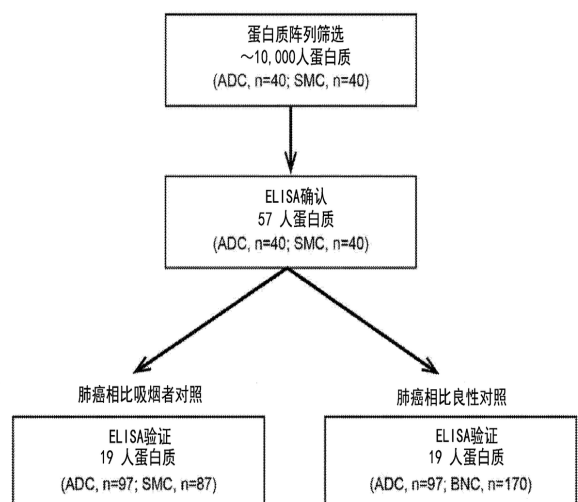 蛋白质阵列筛选
～10,000人蛋白质
(ADC, n=40; SMC, n=40)
ELISA确认
57 人蛋白质
(ADC, n=40; SMC, n=40)
肺癌相比吸烟者对照
ELISA验证
19 人蛋白质
(ADC, n=97; SMC, n=87)
肺癌相比良性对照
ELISA验证
19 人蛋白质
(ADC, n=97; BNC, n=170)